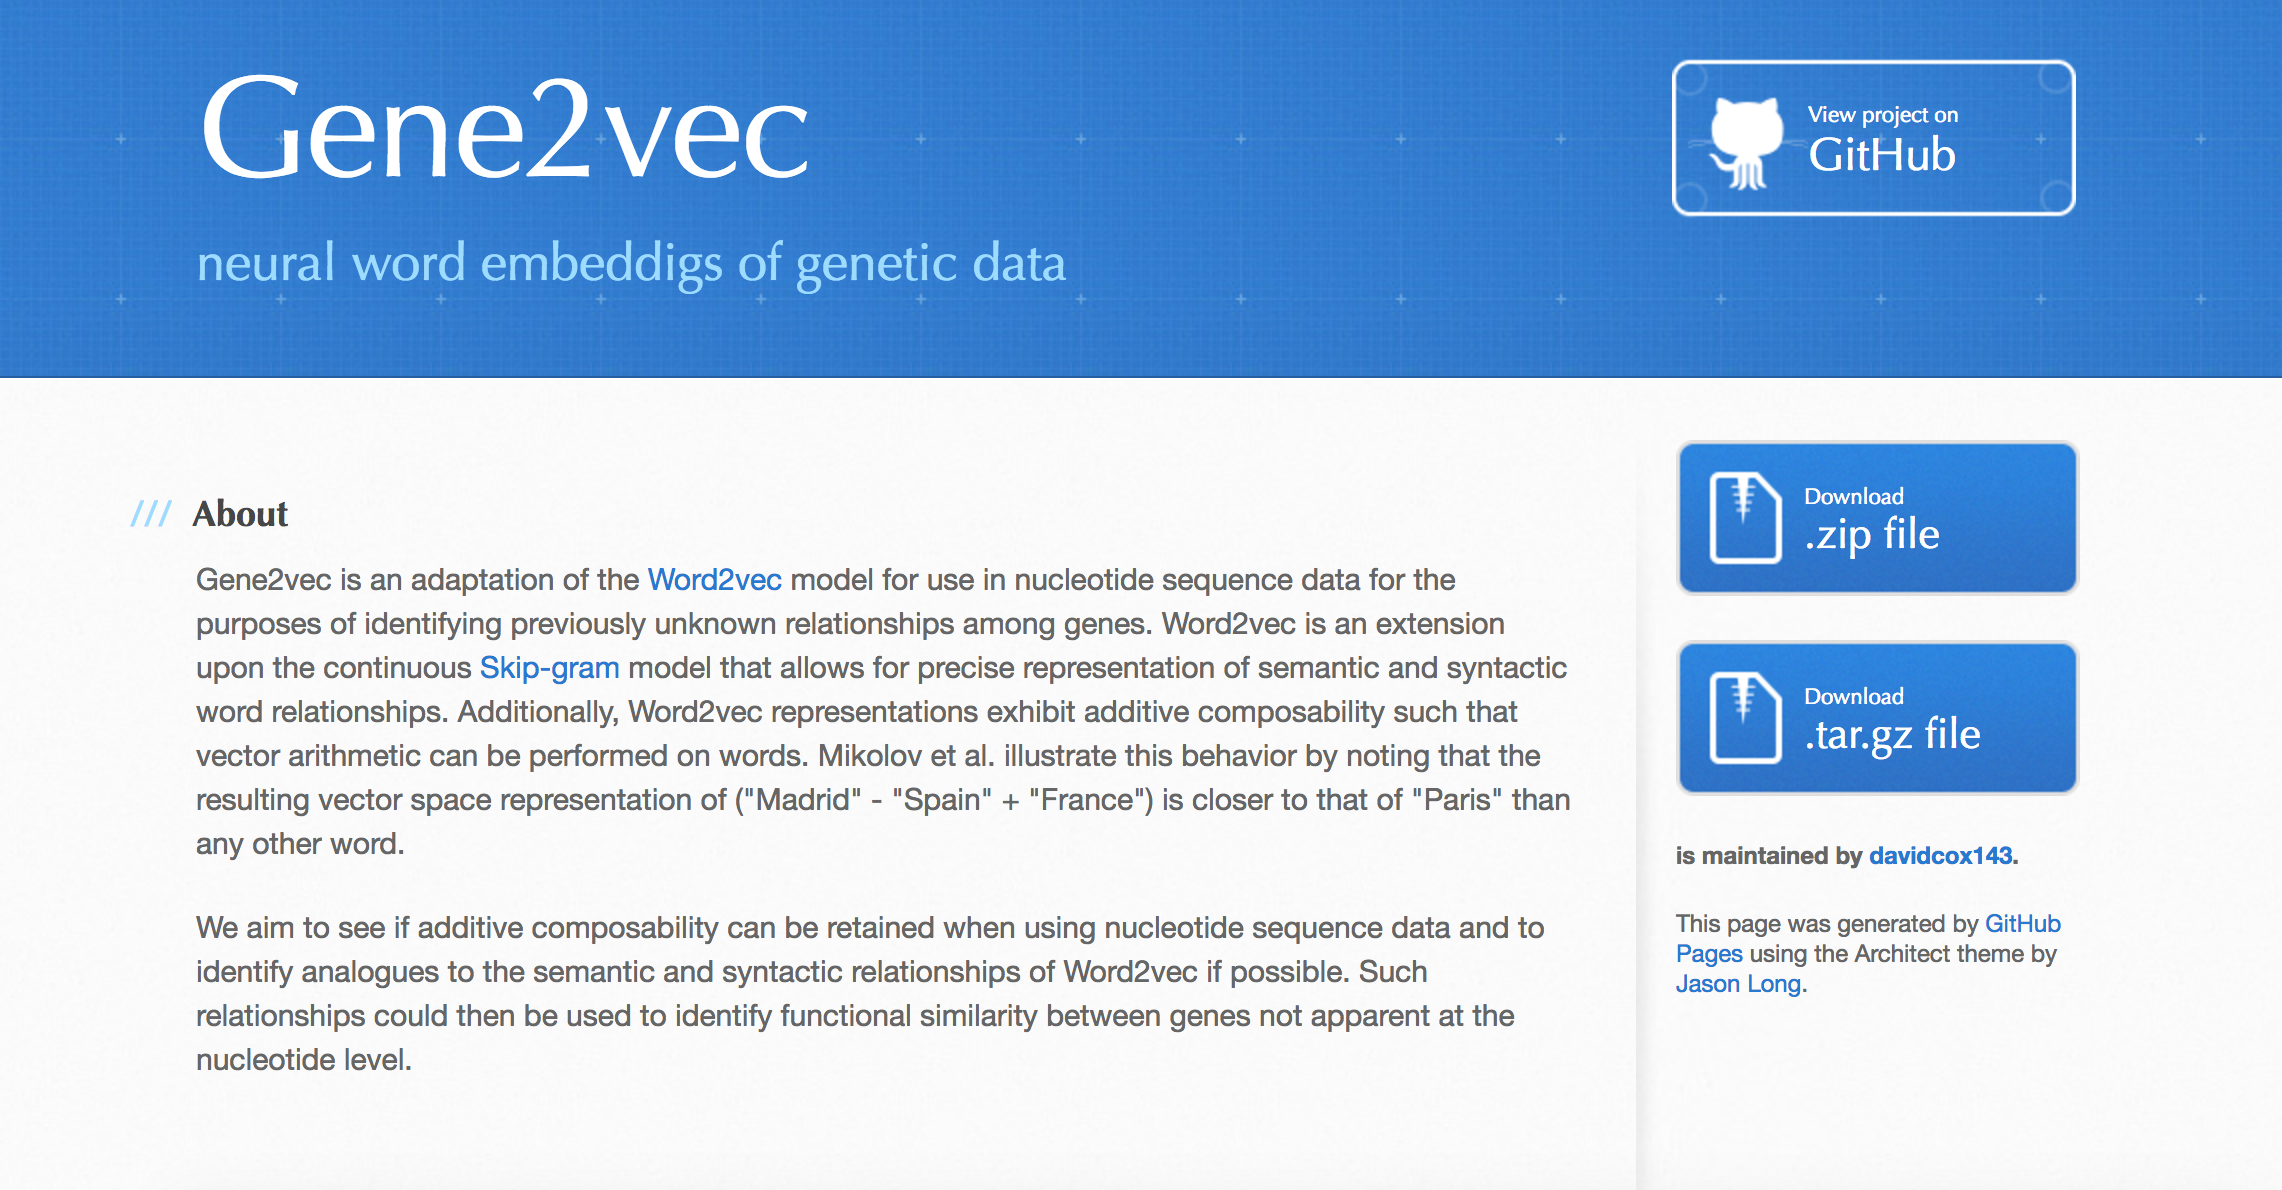 Gene2vec
neural word embeddigs of genetic data
View project on
GitHub
/// About
Gene2vec is an adaptation of the Word2vec model for use in nucleotide sequence data for the
purposes of identifying previously unknown relationships among genes. Word2vec is an extension
upon the continuous Skip-gram model that allows for precise representation of semantic and syntactic
word relationships. Additionally, Word2vec representations exhibit additive composability such that
vector arithmetic can be performed on words. Mikolov et al. illustrate this behavior by noting that the
resulting vector space representation of ("Madrid" - "Spain" + "France") is closer to that of "Paris" than
any other word.
We aim to see if additive composability can be retained when using nucleotide sequence data and to
identify analogues to the semantic and syntactic relationships of Word2vec if possible. Such
relationships could then be used to identify functional similarity between genes not apparent at the
nucleotide level.
Download
.zip file
Download
.tar.gz file
is maintained by davidcox143.
This page was generated by GitHub
Pages using the Architect theme by
Jason Long.